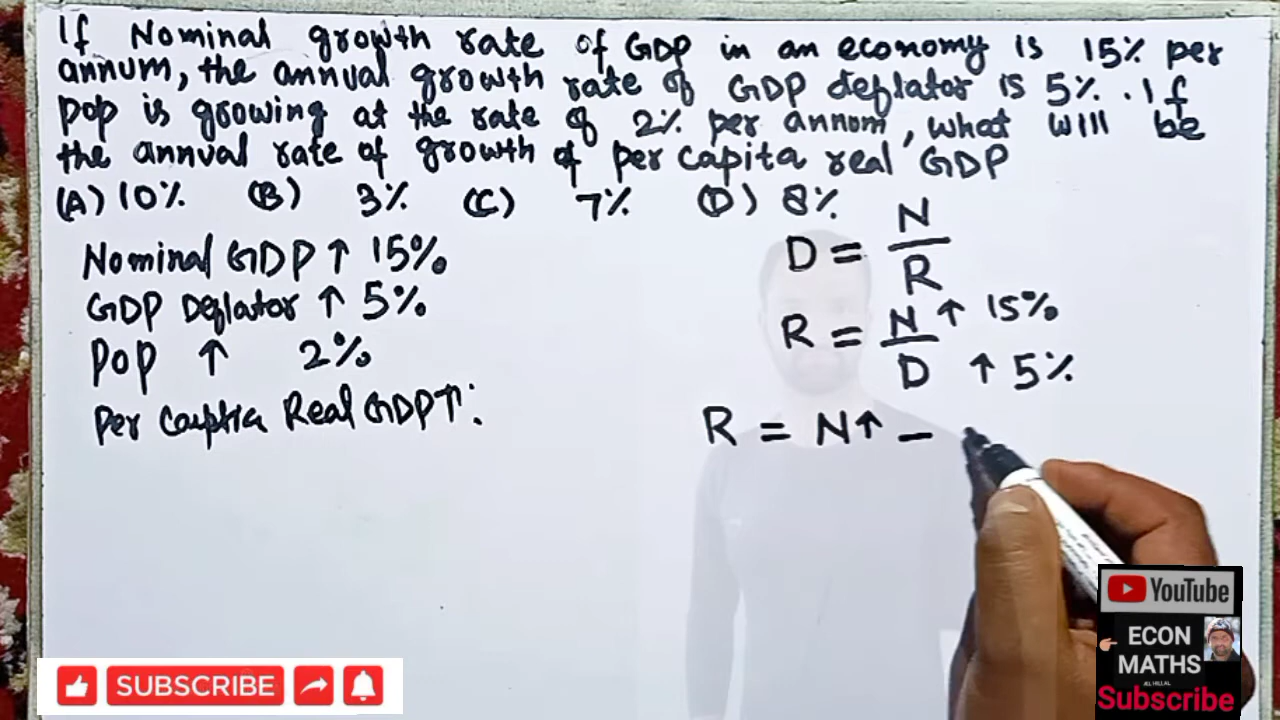 If Nominal growth rate of GDP in an economy is 15% per
annum, the annual growth rate of GDP deflator is 5%. If
pop is growing at the rate of 2% per annom, what will be
the annual rate of growth of per capita real GDP
(A) 10% (B) 3% (C) 7% (D) 8%
Nominal GDP ↑ 15%
GDP Deflator ↑ 5%
Pop ↑ 2%
Per Capita Real GDP↑:
D = N/R
R = N ↑ 15% / D ↑ 5%
R = N↑ –
SUBSCRIBE
YouTube
ECON
MATHS
JEL HILLAL
Subscribe